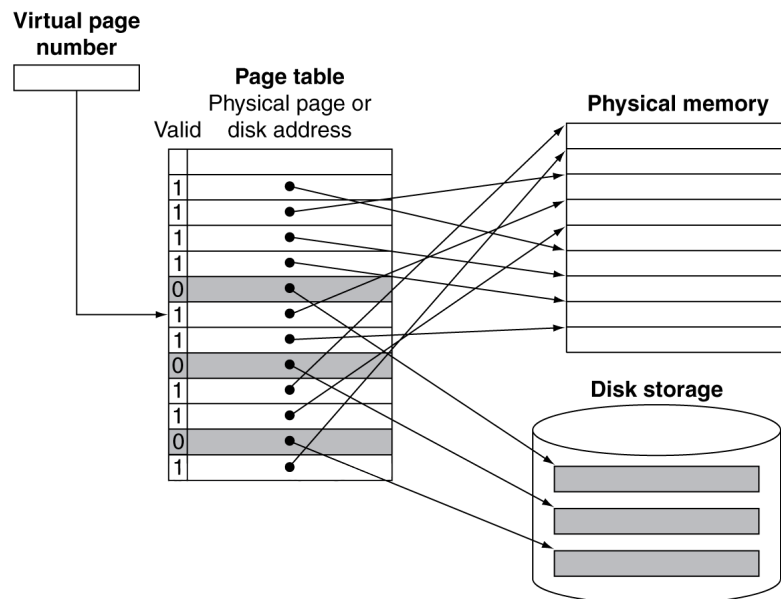 Virtual page
number
Page table
Physical page or
Valid disk address
Physical memory
1
1
1
1
0
1
1
0
1
1
0
1
Disk storage